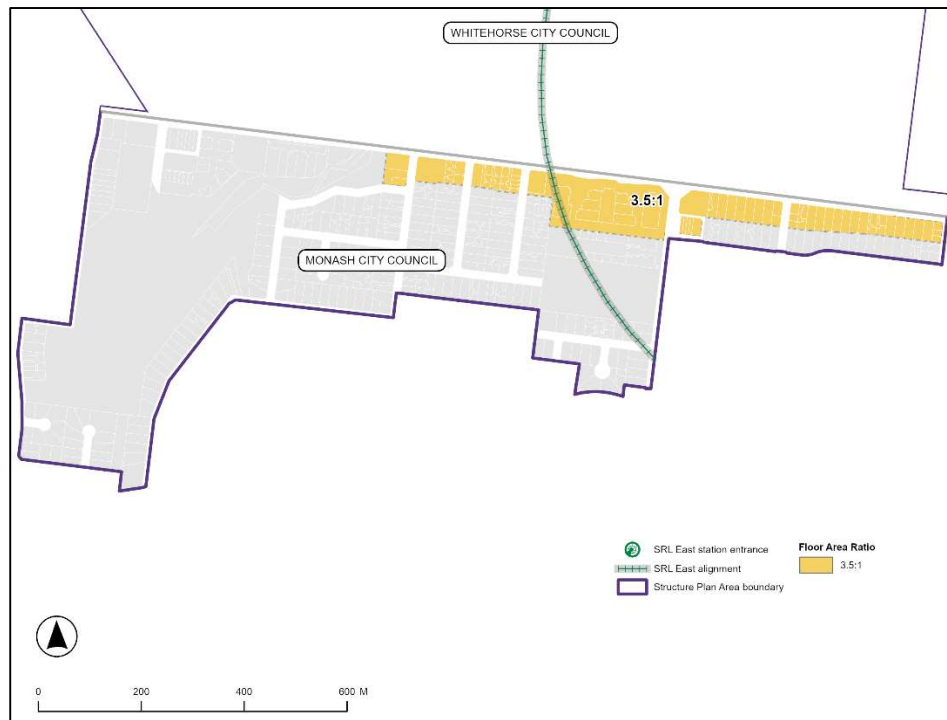 WHITEHORSE CITY COUNCIL
3.5:1
MONASH CITY COUNCIL
SRL East station entrance
SRL East alignment
Structure Plan Area boundary
Floor Area Ratio
3.5:1
0 200 400 600 M